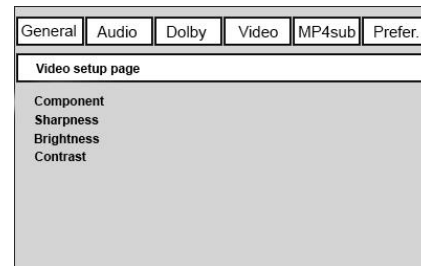 General Audio Dolby Video MP4sub Prefer.
Video setup page
Component
Sharpness
Brightness
Contrast